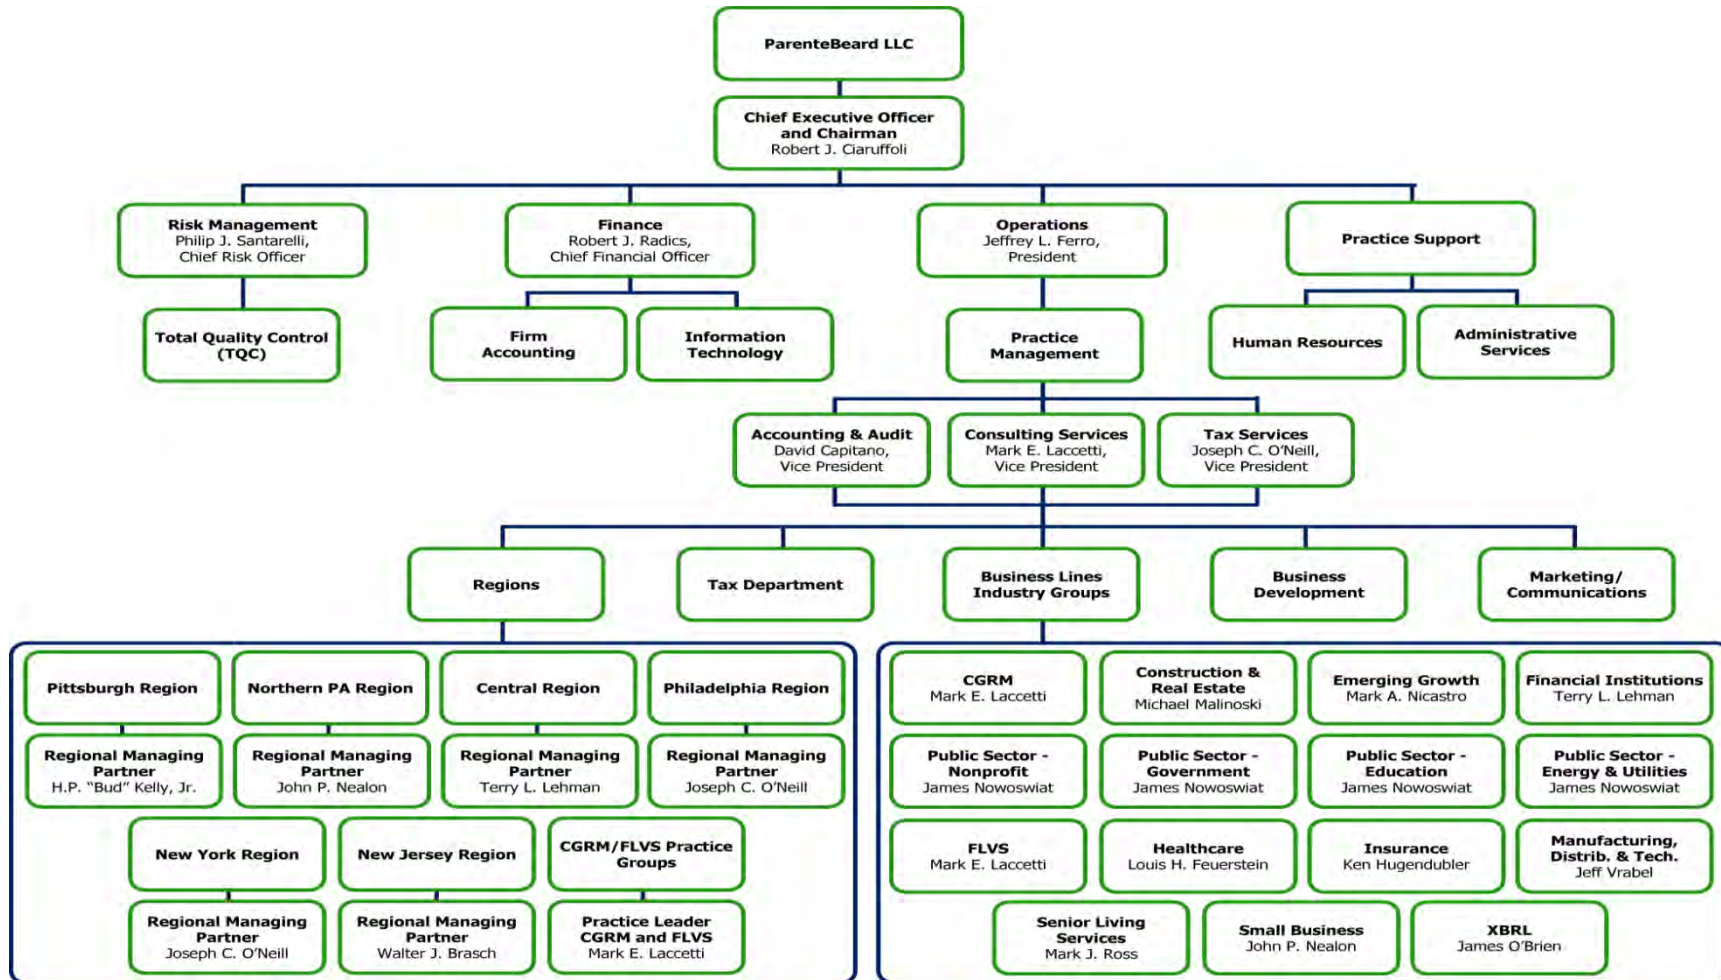 ParenteBeard LLC
Chief Executive Officer
and Chairman
Robert J. Ciaruffoli
Risk Management
Philip J. Santarelli,
Chief Risk Officer
Finance
Robert J. Radics,
Chief Financial Officer
Operations
Jeffrey L. Ferro,
President
Practice Support
Total Quality Control
(TQC)
Firm
Accounting
Information
Technology
Practice
Management
Human Resources
Administrative
Services
Accounting & Audit
David Capitano,
Vice President
Consulting Services
Mark E. Laccetti,
Vice President
Tax Services
Joseph C. O'Neill,
Vice President
Regions
Tax Department
Business Lines
Industry Groups
Business
Development
Marketing/
Communications
Pittsburgh Region
Northern PA Region
Central Region
Philadelphia Region
Regional Managing
Partner
H.P. "Bud" Kelly, Jr.
Regional Managing
Partner
John P. Nealon
Regional Managing
Partner
Terry L. Lehman
Regional Managing
Partner
Joseph C. O'Neill
New York Region
New Jersey Region
CGRM/FLVS Practice
Groups
Regional Managing
Partner
Joseph C. O'Neill
Regional Managing
Partner
Walter J. Brasch
Practice Leader
CGRM and FLVS
Mark E. Laccetti
CGRM
Mark E. Laccetti
Construction &
Real Estate
Michael Malinoski
Emerging Growth
Mark A. Nicastro
Financial Institutions
Terry L. Lehman
Public Sector -
Nonprofit
James Nowoswiat
Public Sector -
Government
James Nowoswiat
Public Sector -
Education
James Nowoswiat
Public Sector -
Energy & Utilities
James Nowoswiat
FLVS
Mark E. Laccetti
Healthcare
Louis H. Feuerstein
Insurance
Ken Hugendubler
Manufacturing,
Distrib. & Tech.
Jeff Vrabel
Senior Living
Services
Mark J. Ross
Small Business
John P. Nealon
XBRL
James O'Brien